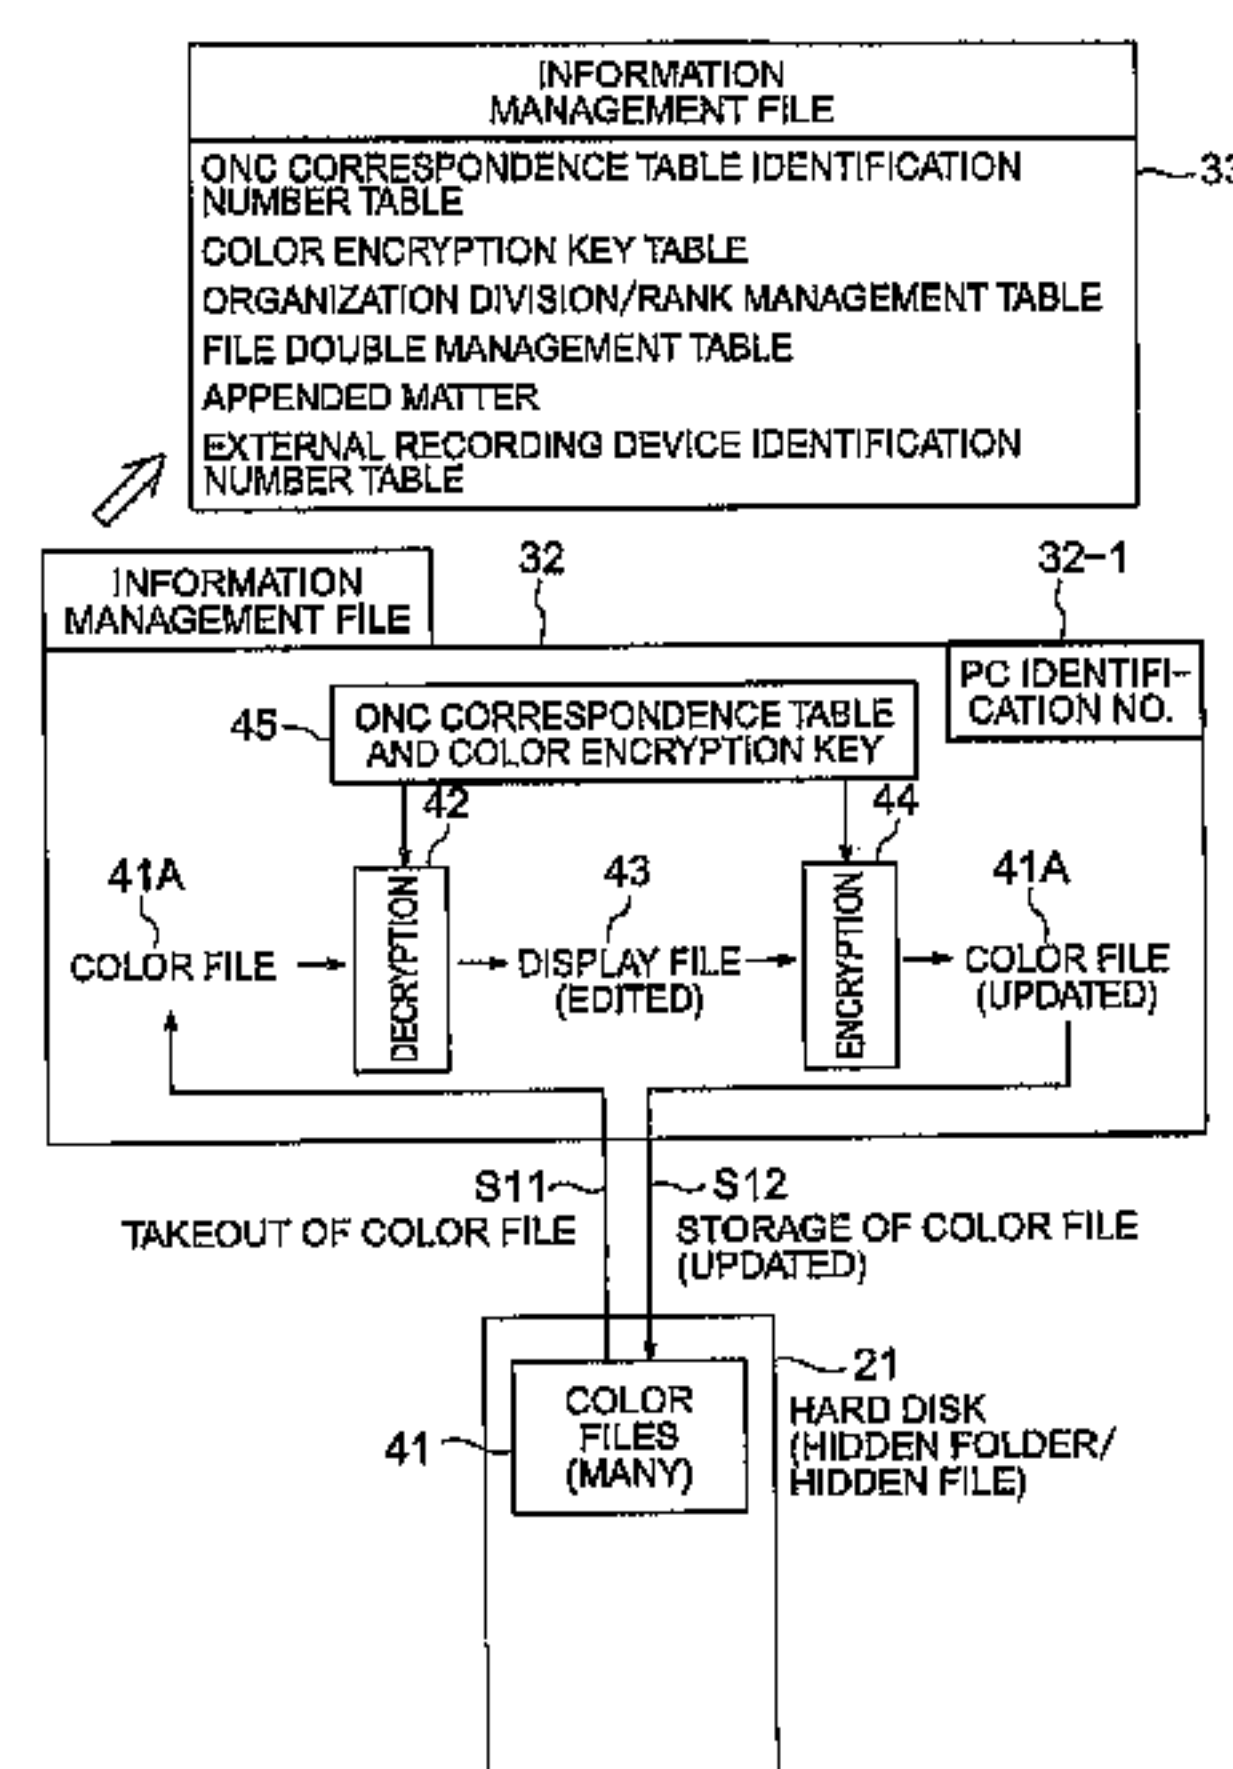 INFORMATION
MANAGEMENT FILE
ONC CORRESPONDENCE TABLE IDENTIFICATION
NUMBER TABLE
COLOR ENCRYPTION KEY TABLE
ORGANIZATION DIVISION/RANK MANAGEMENT TABLE
FILE DOUBLE MANAGEMENT TABLE
APPENDED MATTER
EXTERNAL RECORDING DEVICE IDENTIFICATION
NUMBER TABLE
33
INFORMATION
MANAGEMENT FILE
32
32-1
PC IDENTIFI-
CATION NO.
45
ONC CORRESPONDENCE TABLE
AND COLOR ENCRYPTION KEY
42
44
41A
43
41A
COLOR FILE
DECRYPTION
DISPLAY FILE
(EDITED)
ENCRYPTION
COLOR FILE
(UPDATED)
S11
S12
TAKEOUT OF COLOR FILE
STORAGE OF COLOR FILE
(UPDATED)
21
COLOR
FILES
(MANY)
41
HARD DISK
(HIDDEN FOLDER/
HIDDEN FILE)